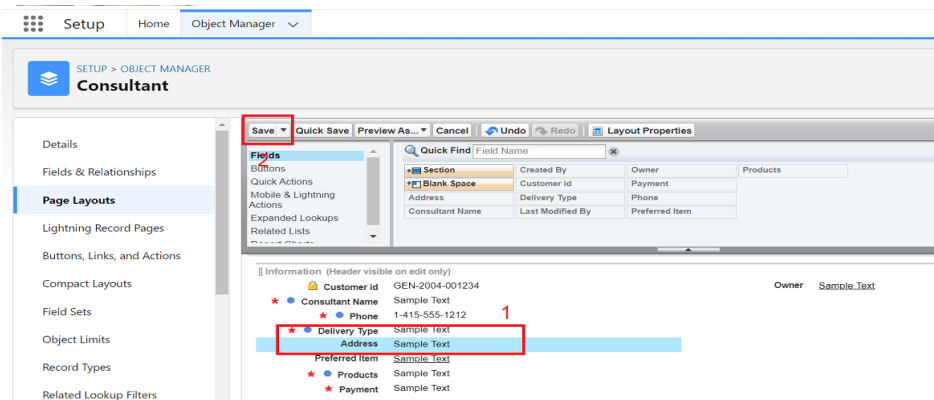 Setup Home Object Manager
SETUP > OBJECT MANAGER
Consultant
Details
Fields & Relationships
Page Layouts
Lightning Record Pages
Buttons, Links, and Actions
Compact Layouts
Field Sets
Object Limits
Record Types
Related Lookup Filters
Save Quick Save Preview As... Cancel Undo Redo Layout Properties
2
Fields
Buttons
Quick Actions
Mobile & Lightning
Actions
Expanded Lookups
Related Lists
Report Charts
Quick Find Field Name
Section Created By Owner Products
Blank Space Customer id Payment
Address Delivery Type Phone
Consultant Name Last Modified By Preferred Item
Information (Header visible on edit only)
Customer id GEN-2004-001234 Owner Sample Text
* Consultant Name Sample Text
* Phone 1-415-555-1212
1
* Delivery Type Sample Text
Address Sample Text
Preferred Item Sample Text
* Products Sample Text
* Payment Sample Text